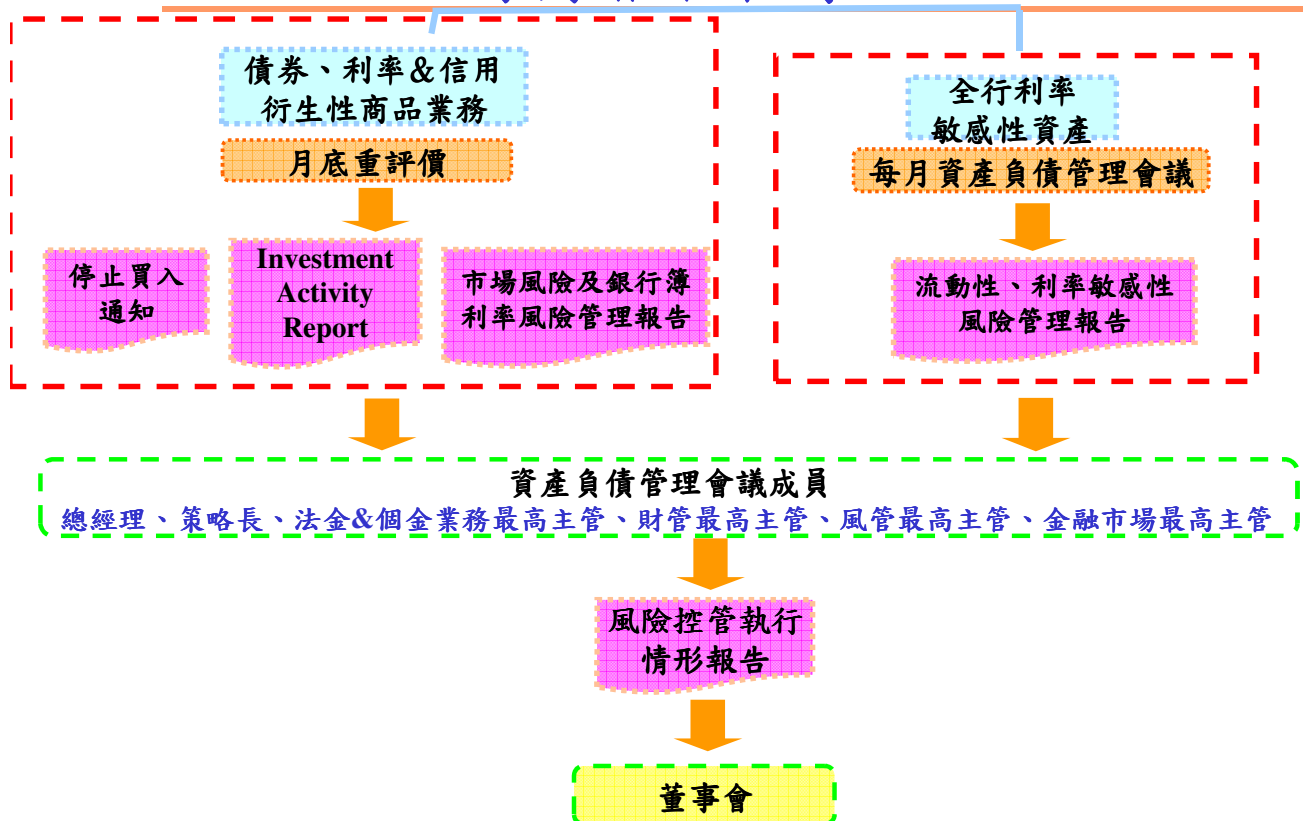 債券、利率&信用
衍生性商品業務
月底重評價
停止買入
通知
Investment
Activity
Report
市場風險及銀行簿
利率風險管理報告
全行利率
敏感性資產
每月資產負債管理會議
流動性、利率敏感性
風險管理報告
資產負債管理會議成員
總經理、策略長、法金&個金業務最高主管、財管最高主管、風管最高主管、金融市場最高主管
風險控管執行
情形報告
董事會